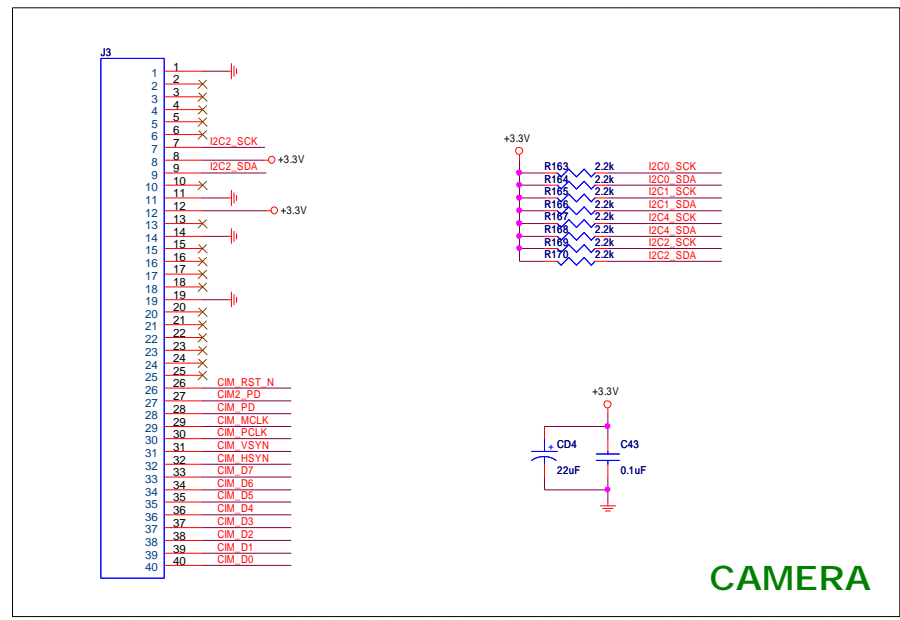 J3
1 1
2 2
3 3
4 4
5 5
6 6
7 7 I2C2_SCK
8 8 +3.3V
9 9 I2C2_SDA
10 10
11 11
12 12 +3.3V
13 13
14 14
15 15
16 16
17 17
18 18
19 19
20 20
21 21
22 22
23 23
24 24
25 25
26 26 CIM_RST_N
27 27 CIM2_PD
28 28 CIM_PD
29 29 CIM_MCLK
30 30 CIM_PCLK
31 31 CIM_VSYN
32 32 CIM_HSYN
33 33 CIM_D7
34 34 CIM_D6
35 35 CIM_D5
36 36 CIM_D4
37 37 CIM_D3
38 38 CIM_D2
39 39 CIM_D1
40 40 CIM_D0
+3.3V
R163 2.2k I2C0_SCK
R164 2.2k I2C0_SDA
R165 2.2k I2C1_SCK
R166 2.2k I2C1_SDA
R167 2.2k I2C4_SCK
R168 2.2k I2C4_SDA
R169 2.2k I2C2_SCK
R170 2.2k I2C2_SDA
+3.3V
+ CD4 C43
22uF 0.1uF
CAMERA